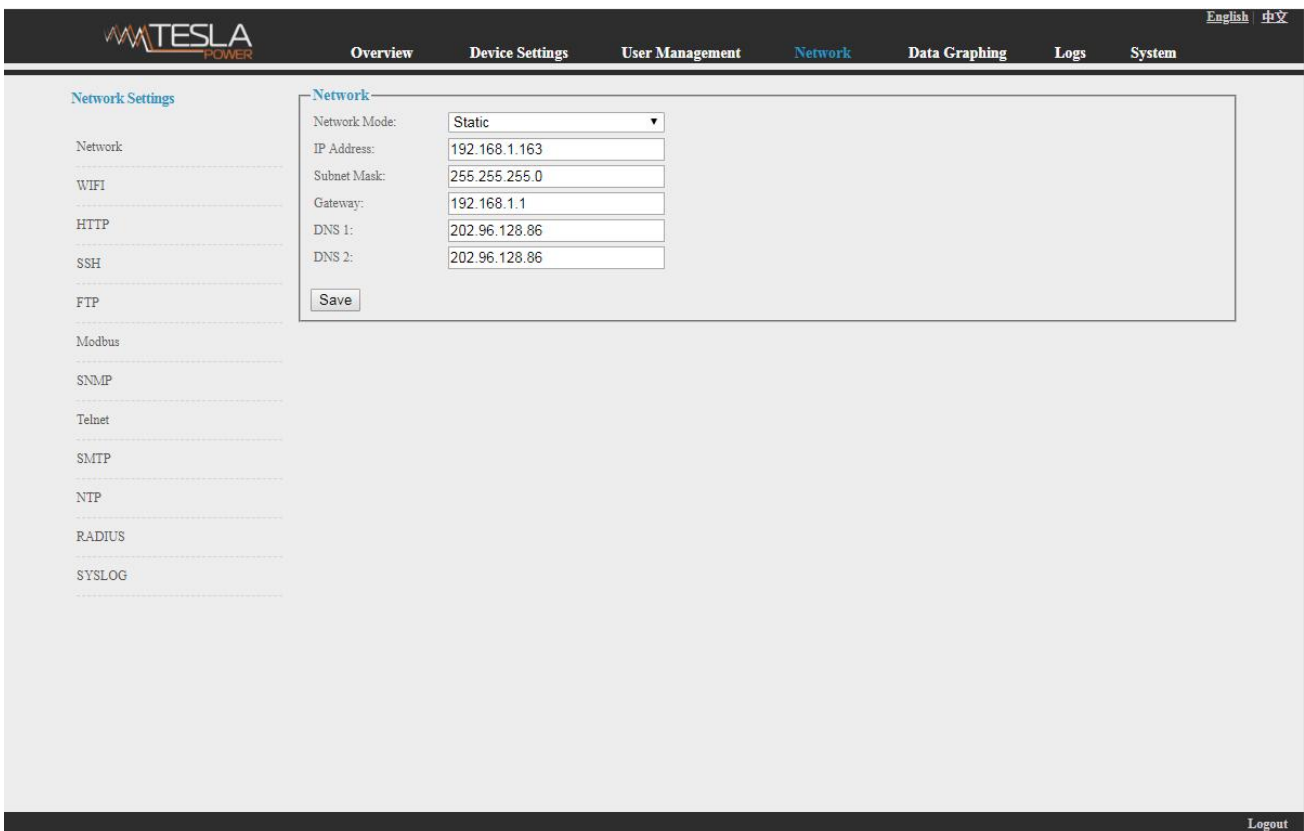 English | 中文
TESLA
POWER
Overview Device Settings User Management Network Data Graphing Logs System
Network Settings
Network
WIFI
HTTP
SSH
FTP
Modbus
SNMP
Telnet
SMTP
NTP
RADIUS
SYSLOG
Network
Network Mode: Static
IP Address: 192.168.1.163
Subnet Mask: 255.255.255.0
Gateway: 192.168.1.1
DNS 1: 202.96.128.86
DNS 2: 202.96.128.86
Save
Logout